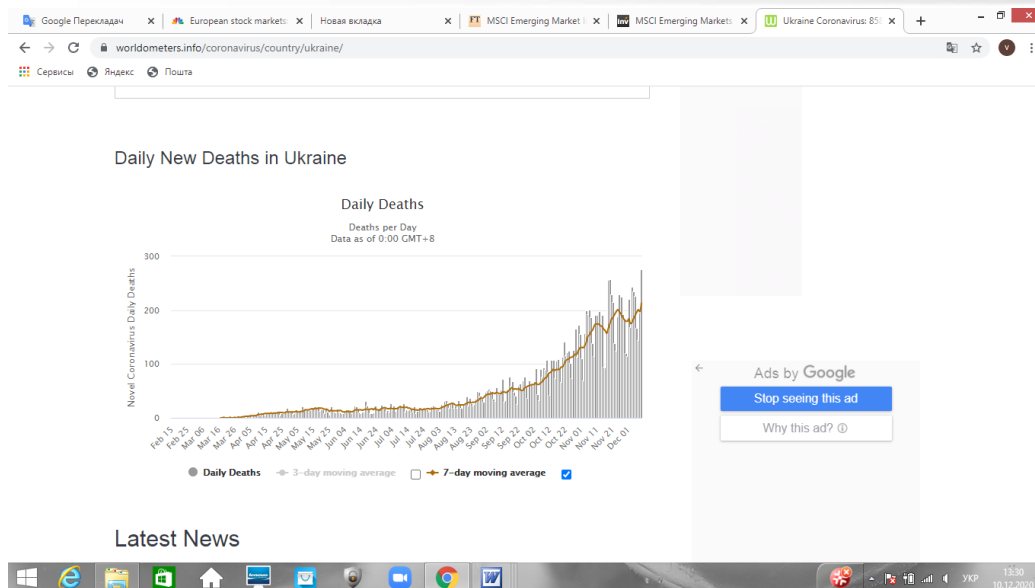 Google Перекладач
European stock markets:
Новая вкладка
FT MSCI Emerging Market
Inv MSCI Emerging Markets
Ukraine Coronavirus: 85
worldometers.info/coronavirus/country/ukraine/
V
Сервисы Яндекс Пошта
Daily New Deaths in Ukraine
Daily Deaths
Deaths per Day
Data as of 0:00 GMT+8
Novel Coronavirus Daily Deaths
300
200
100
0
Feb 15 Feb 25 Mar 06 Mar 16 Mar 26 Apr 05 Apr 15 Apr 25 May 05 May 15 May 25 Jun 04 Jun 14 Jun 24 Jul 04 Jul 14 Jul 24 Aug 03 Aug 13 Aug 23 Sep 02 Sep 12 Sep 22 Oct 02 Oct 12 Oct 22 Nov 01 Nov 11 Nov 21 Dec 01
Daily Deaths 3-day moving average 7-day moving average
Ads by Google
Stop seeing this ad
Why this ad?
Latest News
УКР
13:30
10.12.2020